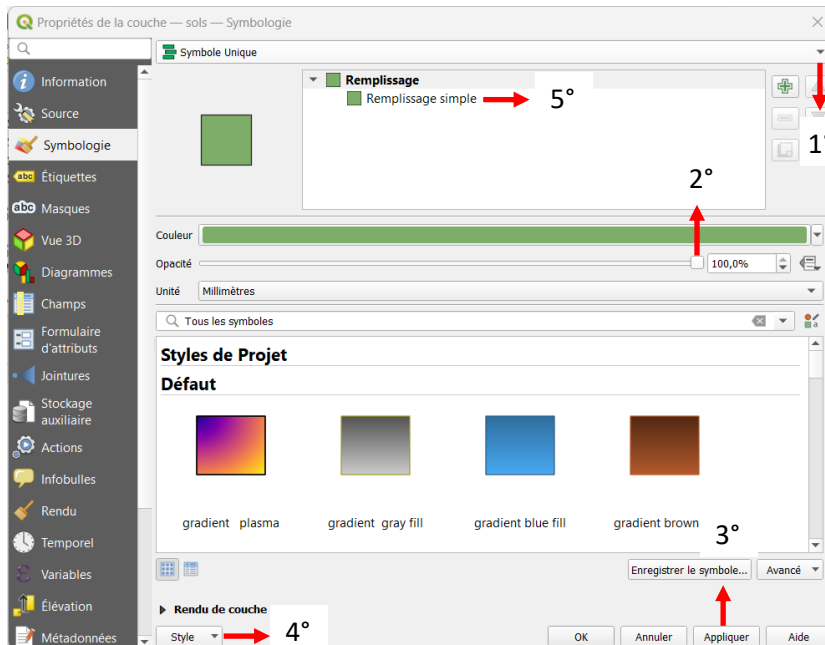 Propriétés de la couche — sols — Symbologie
Symbole Unique
Information
Source
Symbologie
abc Étiquettes
abc Masques
Vue 3D
Diagrammes
Champs
Formulaire
d'attributs
Jointures
Stockage
auxiliaire
Actions
Infobulles
Rendu
Temporel
Variables
Élévation
Métadonnées
Remplissage
Remplissage simple
5°
1°
2°
Couleur
Opacité
100,0%
Unité
Millimètres
Tous les symboles
Styles de Projet
Défaut
gradient plasma
gradient gray fill
gradient blue fill
gradient brown
3°
Enregistrer le symbole...
Avancé
Rendu de couche
Style
4°
OK
Annuler
Appliquer
Aide